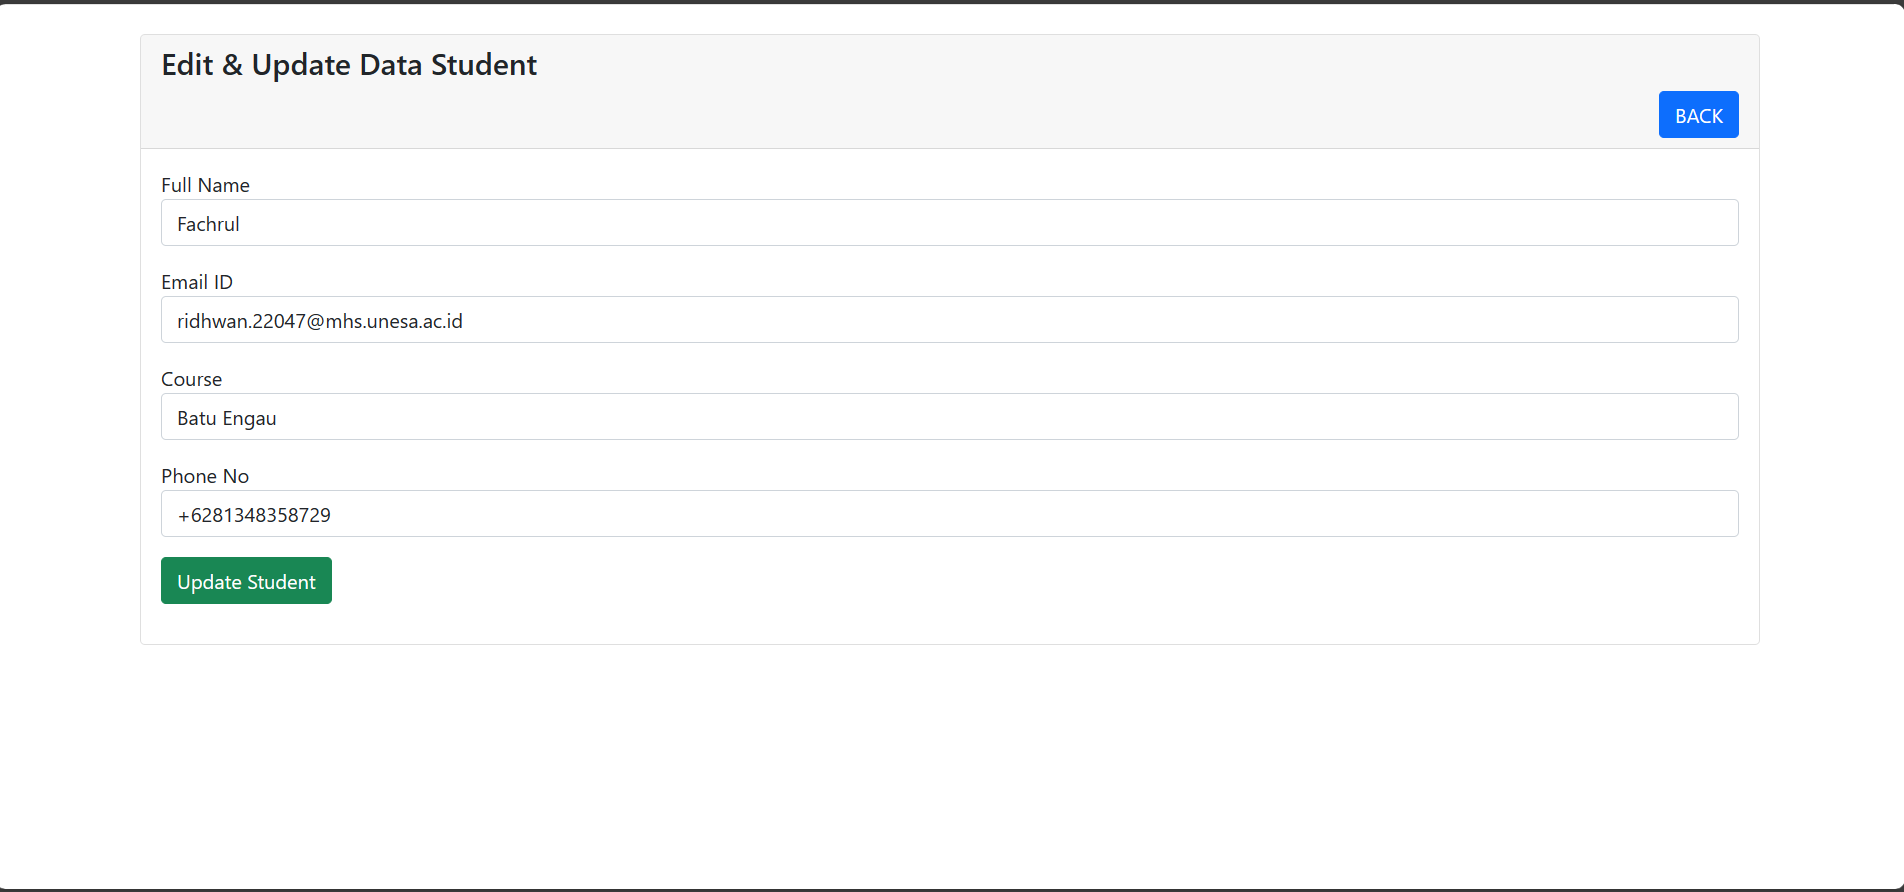 Edit & Update Data Student
BACK
Full Name
Fachrul
Email ID
ridhwan.22047@mhs.unesa.ac.id
Course
Batu Engau
Phone No
+6281348358729
Update Student